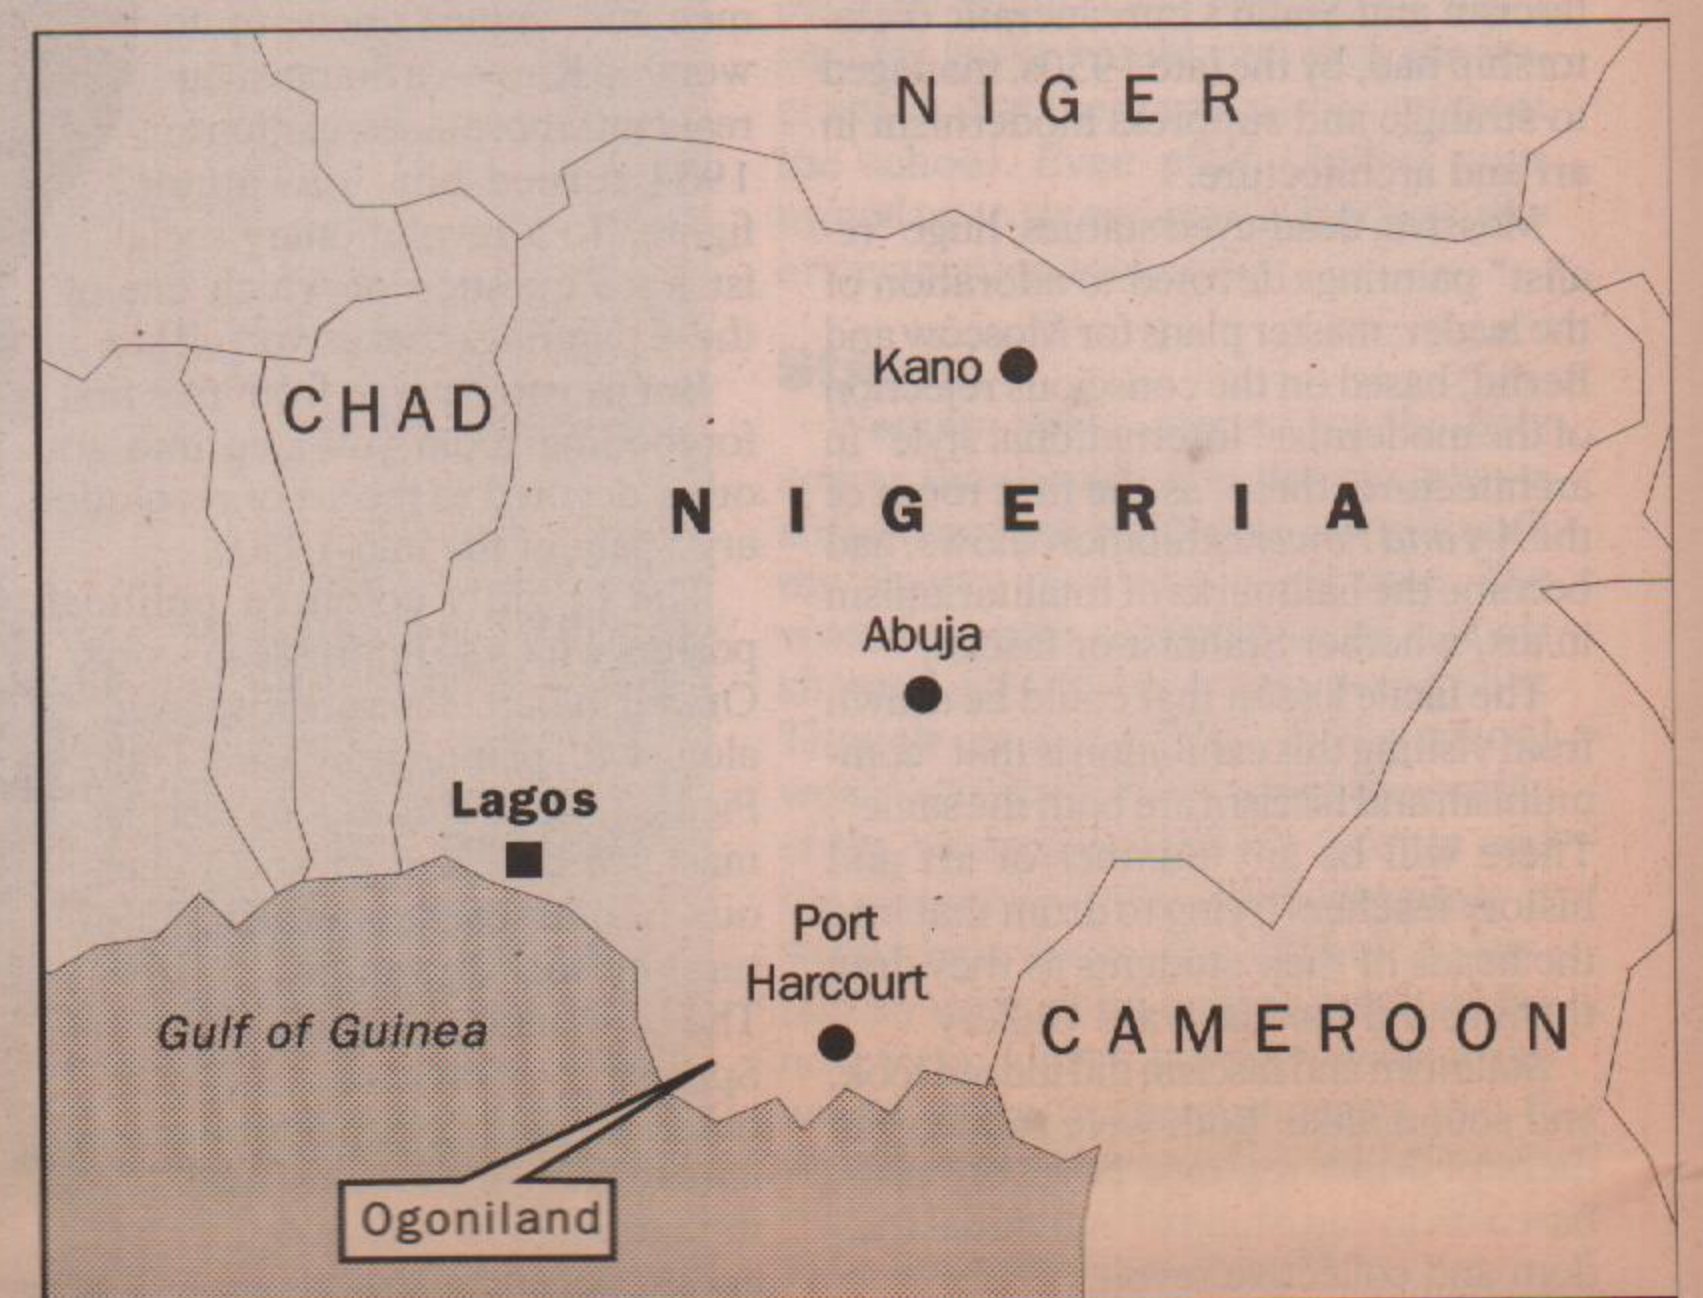 NIGER
Kano
CHAD
NIGERIA
Abuja
Lagos
Port
Harcourt
Gulf of Guinea
CAMEROON
Ogoniland